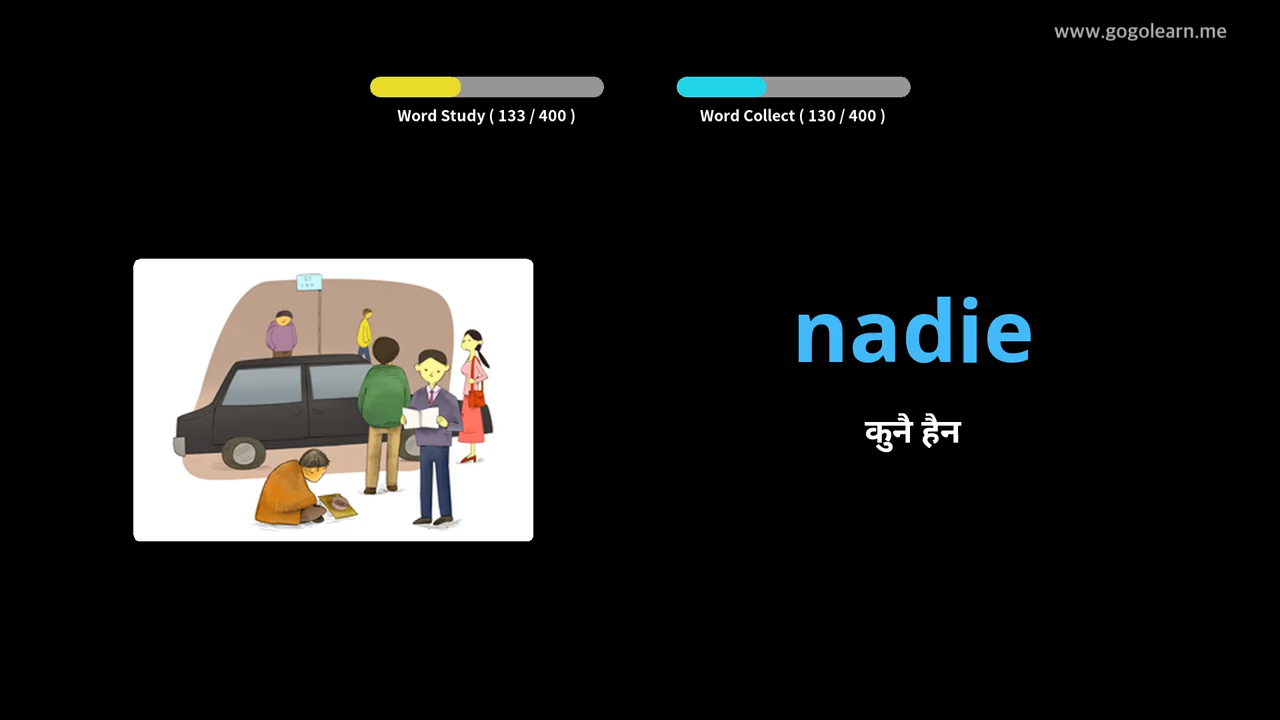 www.gogolearn.me
Word Study ( 133 / 400 )
Word Collect ( 130 / 400 )
nadie
कुनै हैन